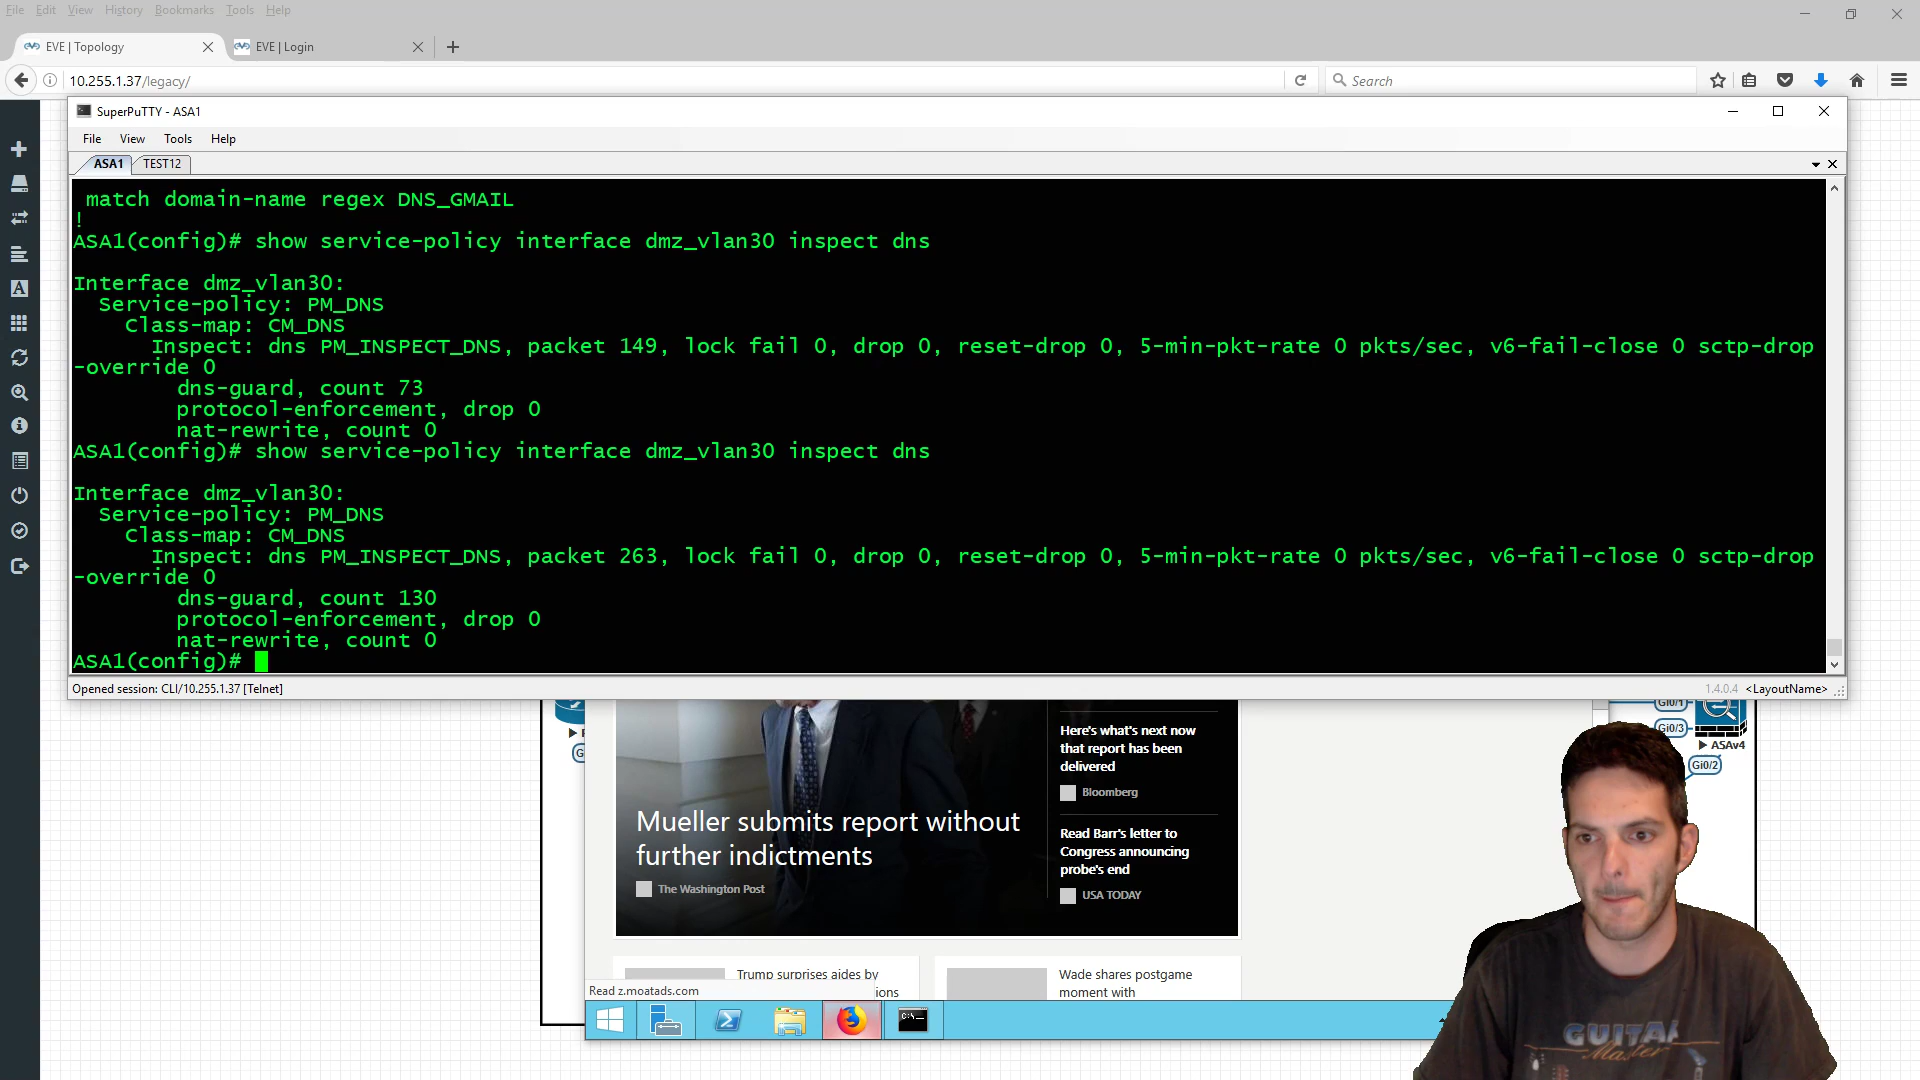 File Edit View History Bookmarks Tools Help
EVE | Topology
EVE | Login
10.255.1.37/legacy/
Search
SuperPuTTY - ASA1
File View Tools Help
ASA1 TEST12
match domain-name regex DNS_GMAIL
!
ASA1(config)# show service-policy interface dmz_vlan30 inspect dns
Interface dmz_vlan30:
Service-policy: PM_DNS
Class-map: CM_DNS
Inspect: dns PM_INSPECT_DNS, packet 149, lock fail 0, drop 0, reset-drop 0, 5-min-pkt-rate 0 pkts/sec, v6-fail-close 0 sctp-drop
-override 0
dns-guard, count 73
protocol-enforcement, drop 0
nat-rewrite, count 0
ASA1(config)# show service-policy interface dmz_vlan30 inspect dns
Interface dmz_vlan30:
Service-policy: PM_DNS
Class-map: CM_DNS
Inspect: dns PM_INSPECT_DNS, packet 263, lock fail 0, drop 0, reset-drop 0, 5-min-pkt-rate 0 pkts/sec, v6-fail-close 0 sctp-drop
-override 0
dns-guard, count 130
protocol-enforcement, drop 0
nat-rewrite, count 0
ASA1(config)#
Opened session: CLI/10.255.1.37 [Telnet]
1.4.0.4 <LayoutName>
Gi0/1
Gi0/3
ASAv4
Gi0/2
Here's what's next now
that report has been
delivered
Bloomberg
Mueller submits report without
further indictments
The Washington Post
Read Barr's letter to
Congress announcing
probe's end
USA TODAY
Trump surprises aides by
ions
Wade shares postgame
moment with
Read z.moatads.com
GUITAR
Master